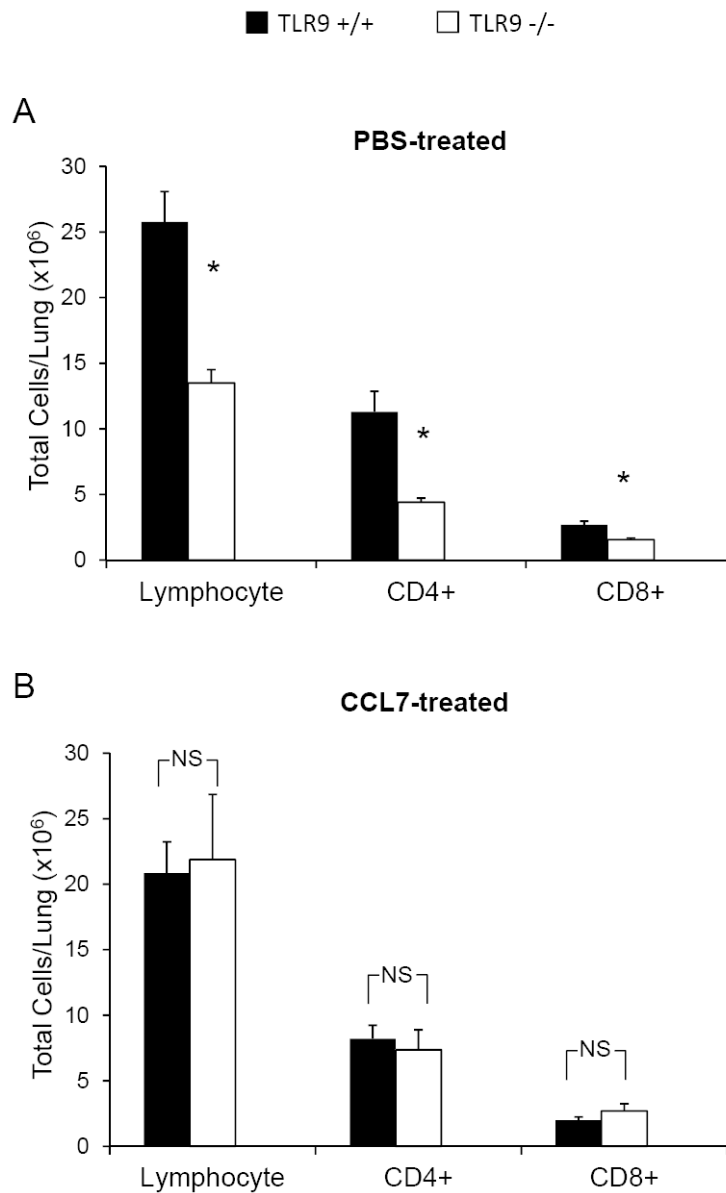 TLR9 +/+ TLR9 -/-
A
PBS-treated
30
25
20
15
10
5
0
Total Cells/Lung (x10⁶)
*
*
*
Lymphocyte CD4+ CD8+
B
CCL7-treated
30
25
20
15
10
5
0
Total Cells/Lung (x10⁶)
NS
NS
NS
Lymphocyte CD4+ CD8+